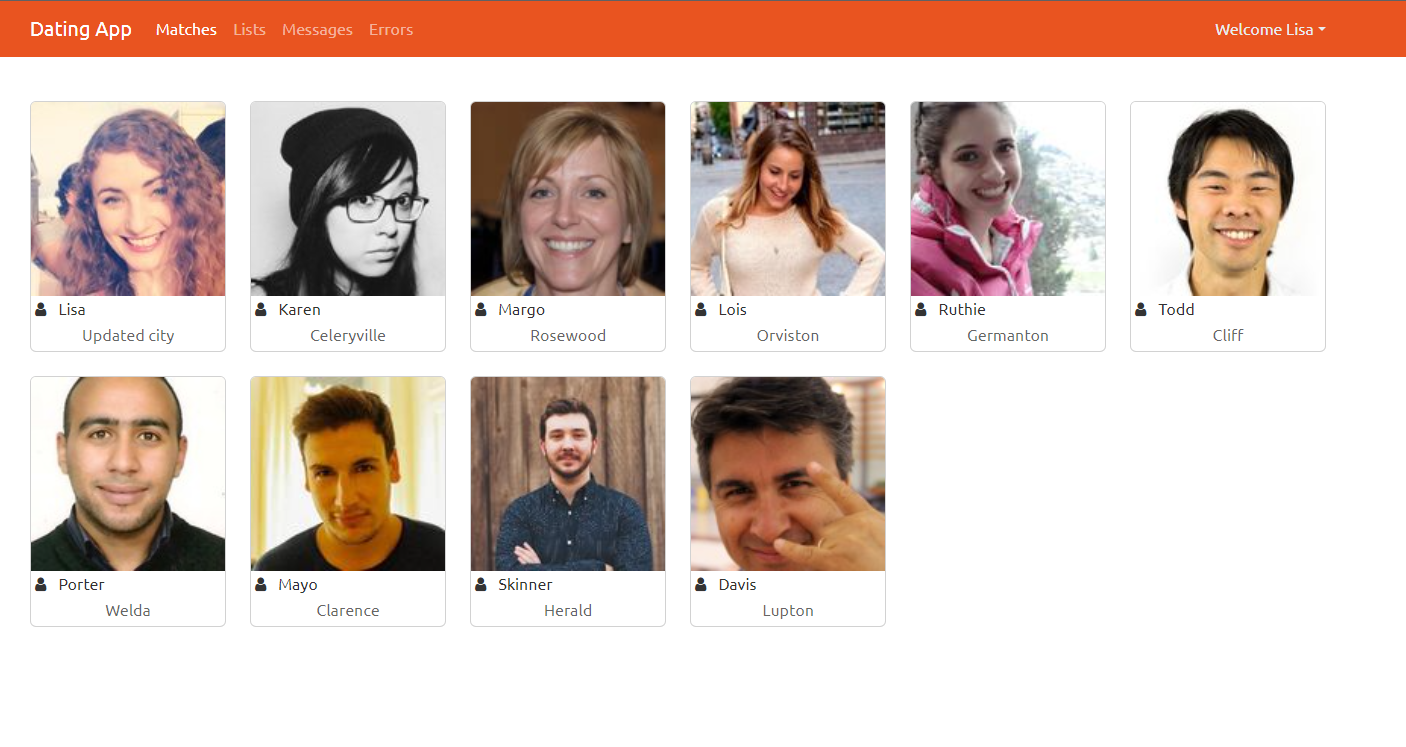 Dating App Matches Lists Messages Errors Welcome Lisa
Lisa Karen Margo Lois Ruthie Todd
Updated city Celeryville Rosewood Orviston Germanton Cliff
Porter Mayo Skinner Davis
Welda Clarence Herald Lupton